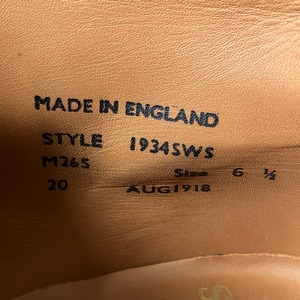 MADE IN ENGLAND
STYLE 1934SWS
M265 Size 6 ½
20 AUG1918